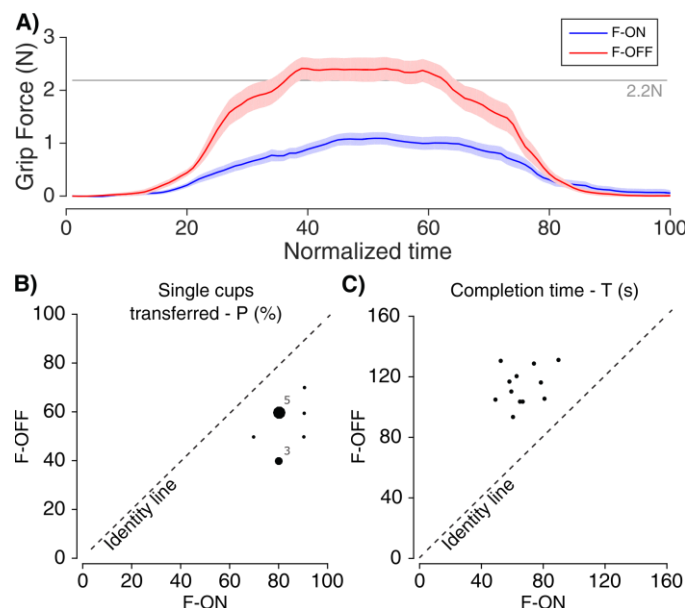 A)
3
2
1
0
Grip Force (N)
F-ON
F-OFF
2.2N
0
20
40
60
80
100
Normalized time
B)
Single cups
transferred - P (%)
100
80
60
40
20
0
F-OFF
5
3
Identity line
0
20
40
60
80
100
F-ON
C)
Completion time - T (s)
160
120
80
40
0
F-OFF
Identity line
0
40
80
120
160
F-ON